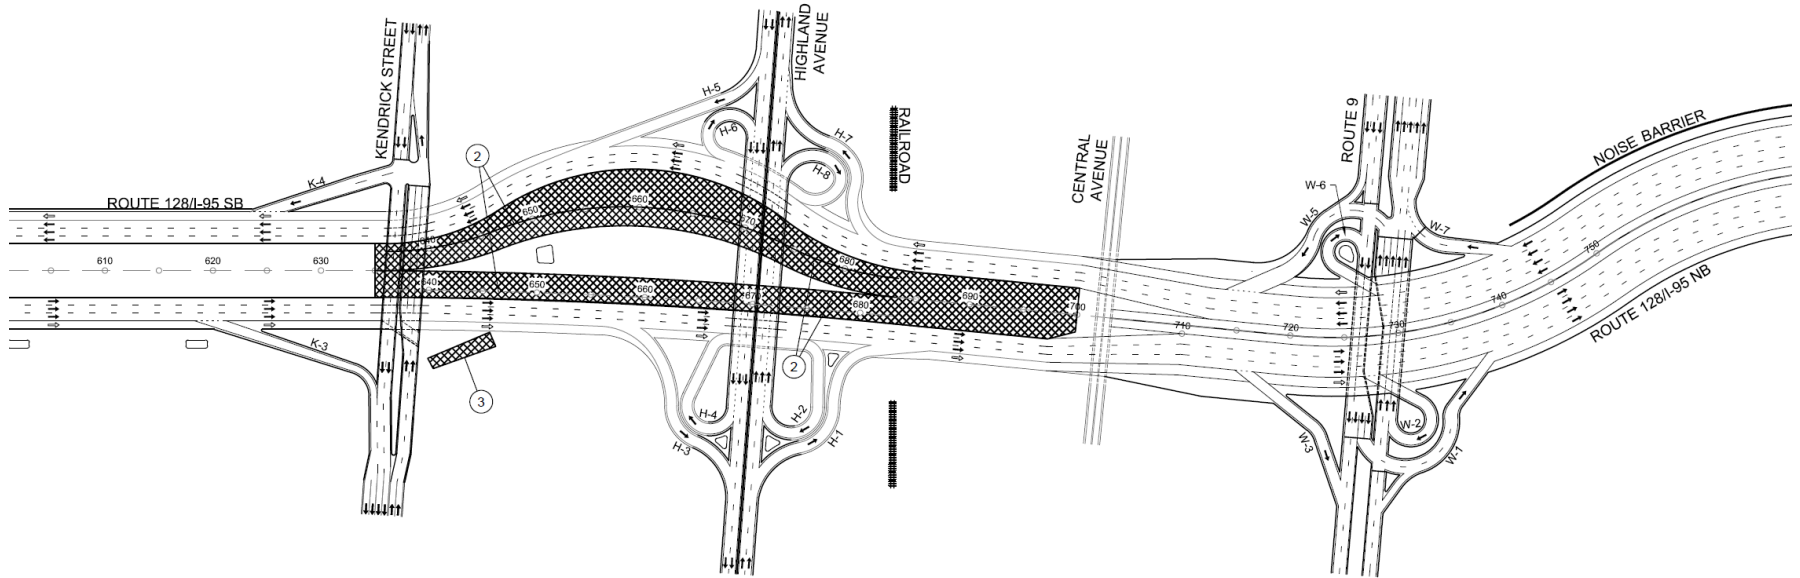 KENDRICK STREET
HIGHLAND
AVENUE
H-5
H-6
H-7
H-8
RAILROAD
CENTRAL
AVENUE
ROUTE 9
NOISE BARRIER
2
K-4
ROUTE 128/I-95 SB
W-6
W-5
W-7
610
620
630
640
650
660
670
680
690
700
640
650
660
670
680
710
720
730
740
750
ROUTE 128/I-95 NB
K-3
2
3
H-4
H-2
H-3
H-1
W-3
W-2
W-1